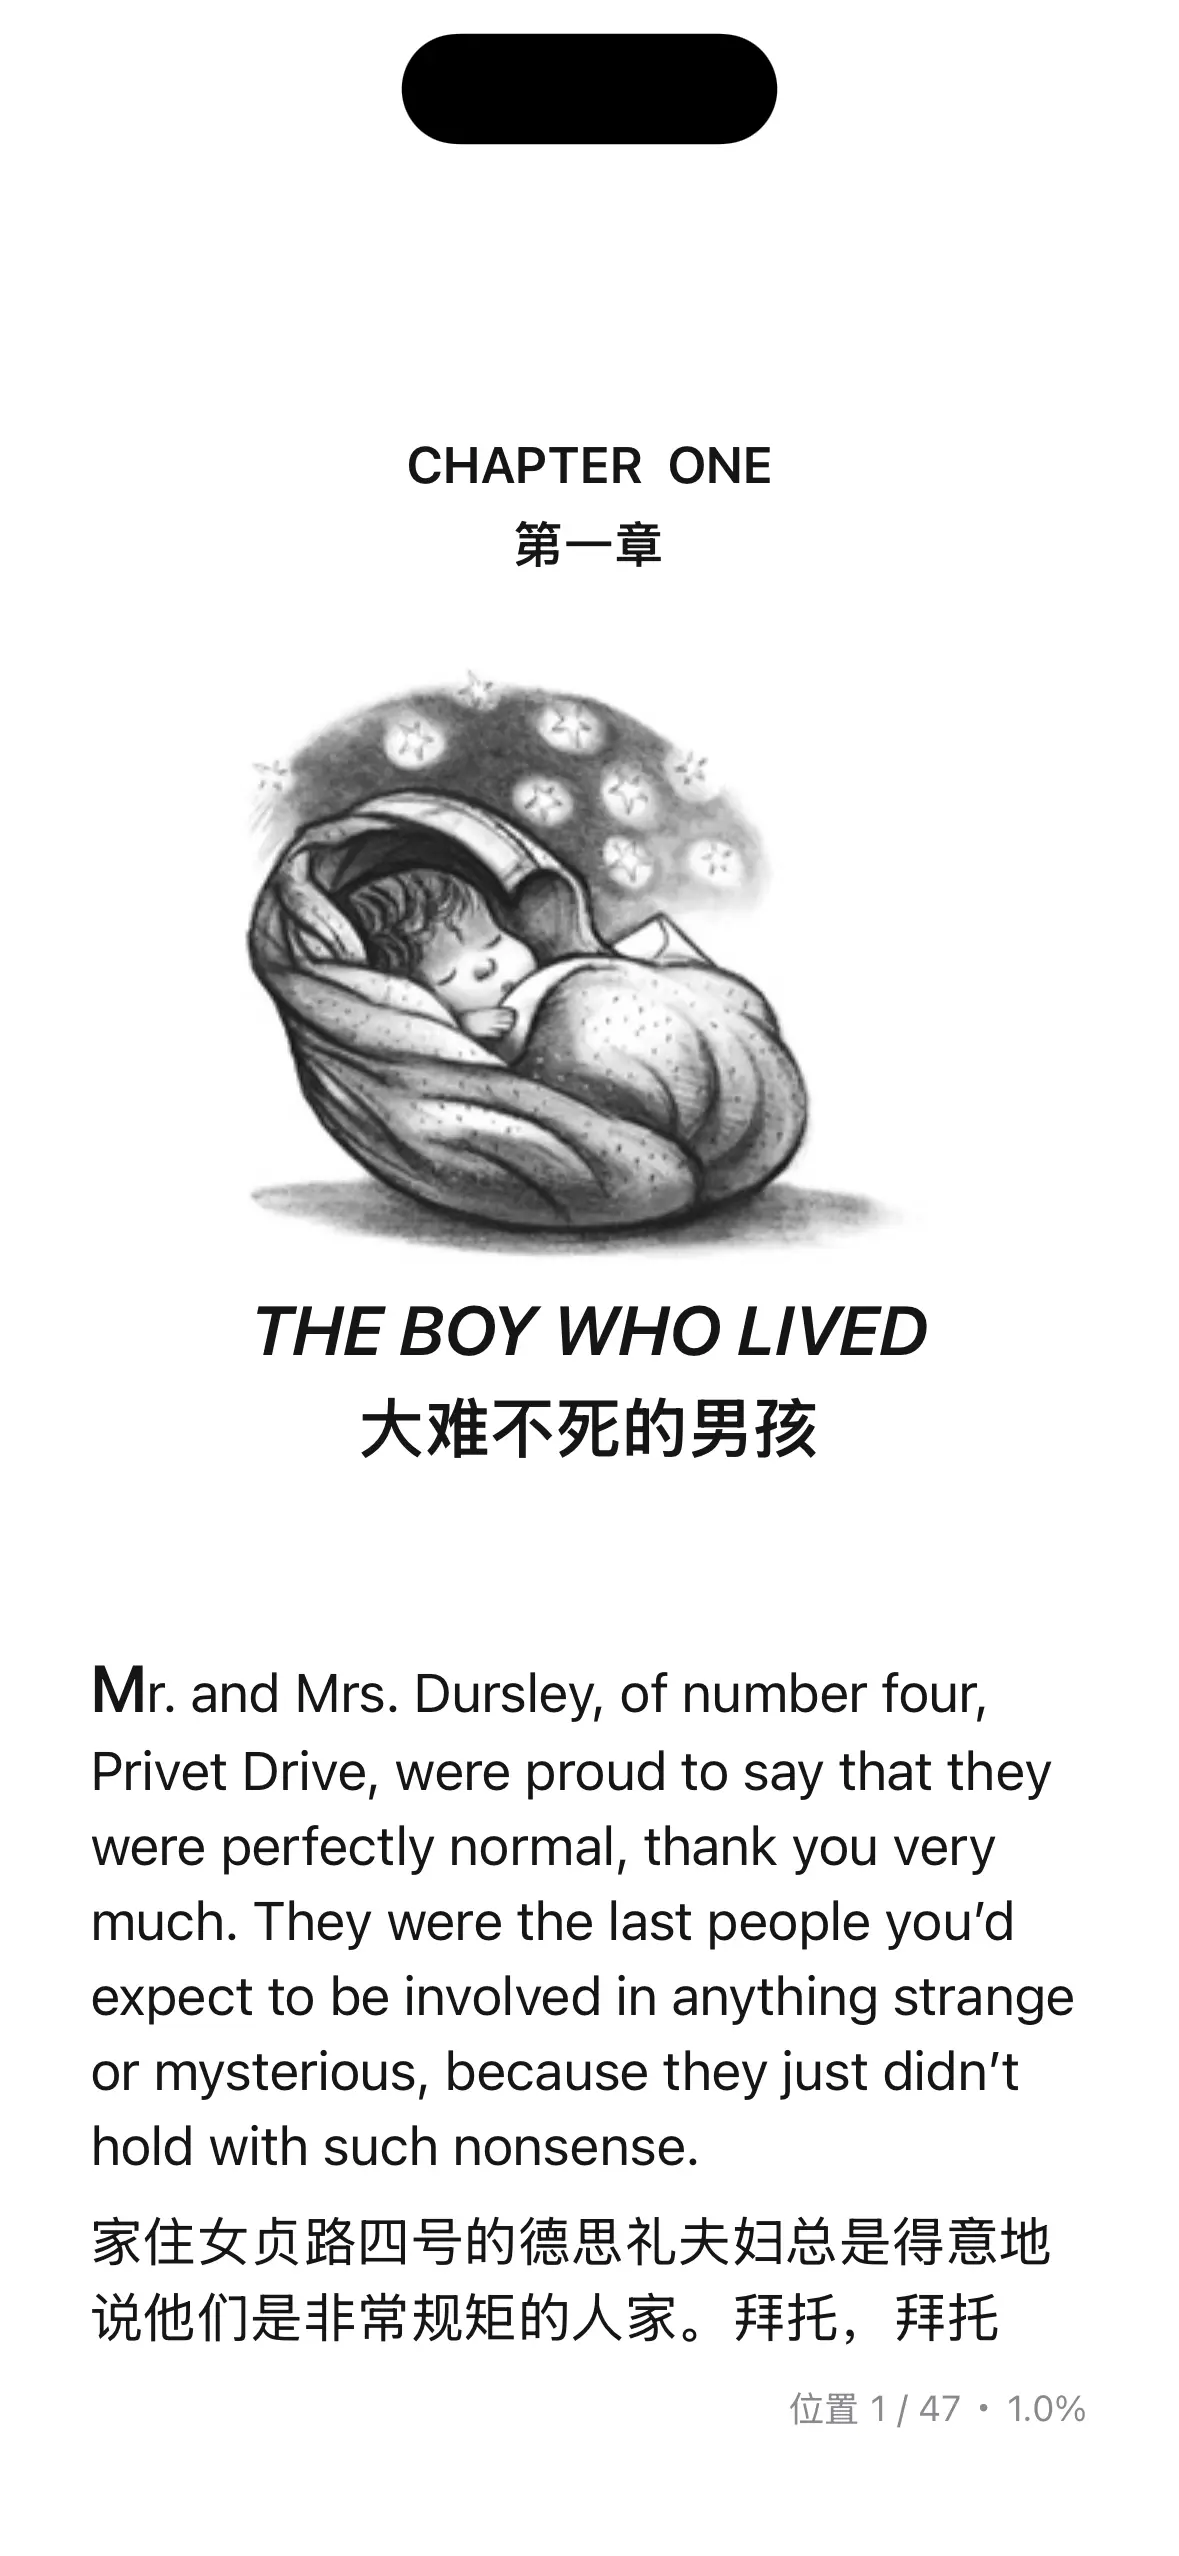 CHAPTER ONE
第一章
THE BOY WHO LIVED
大难不死的男孩
Mr. and Mrs. Dursley, of number four,
Privet Drive, were proud to say that they
were perfectly normal, thank you very
much. They were the last people you’d
expect to be involved in anything strange
or mysterious, because they just didn’t
hold with such nonsense.
家住女贞路四号的德思礼夫妇总是得意地
说他们是非常规矩的人家。拜托，拜托
位置 1 / 47 • 1.0%